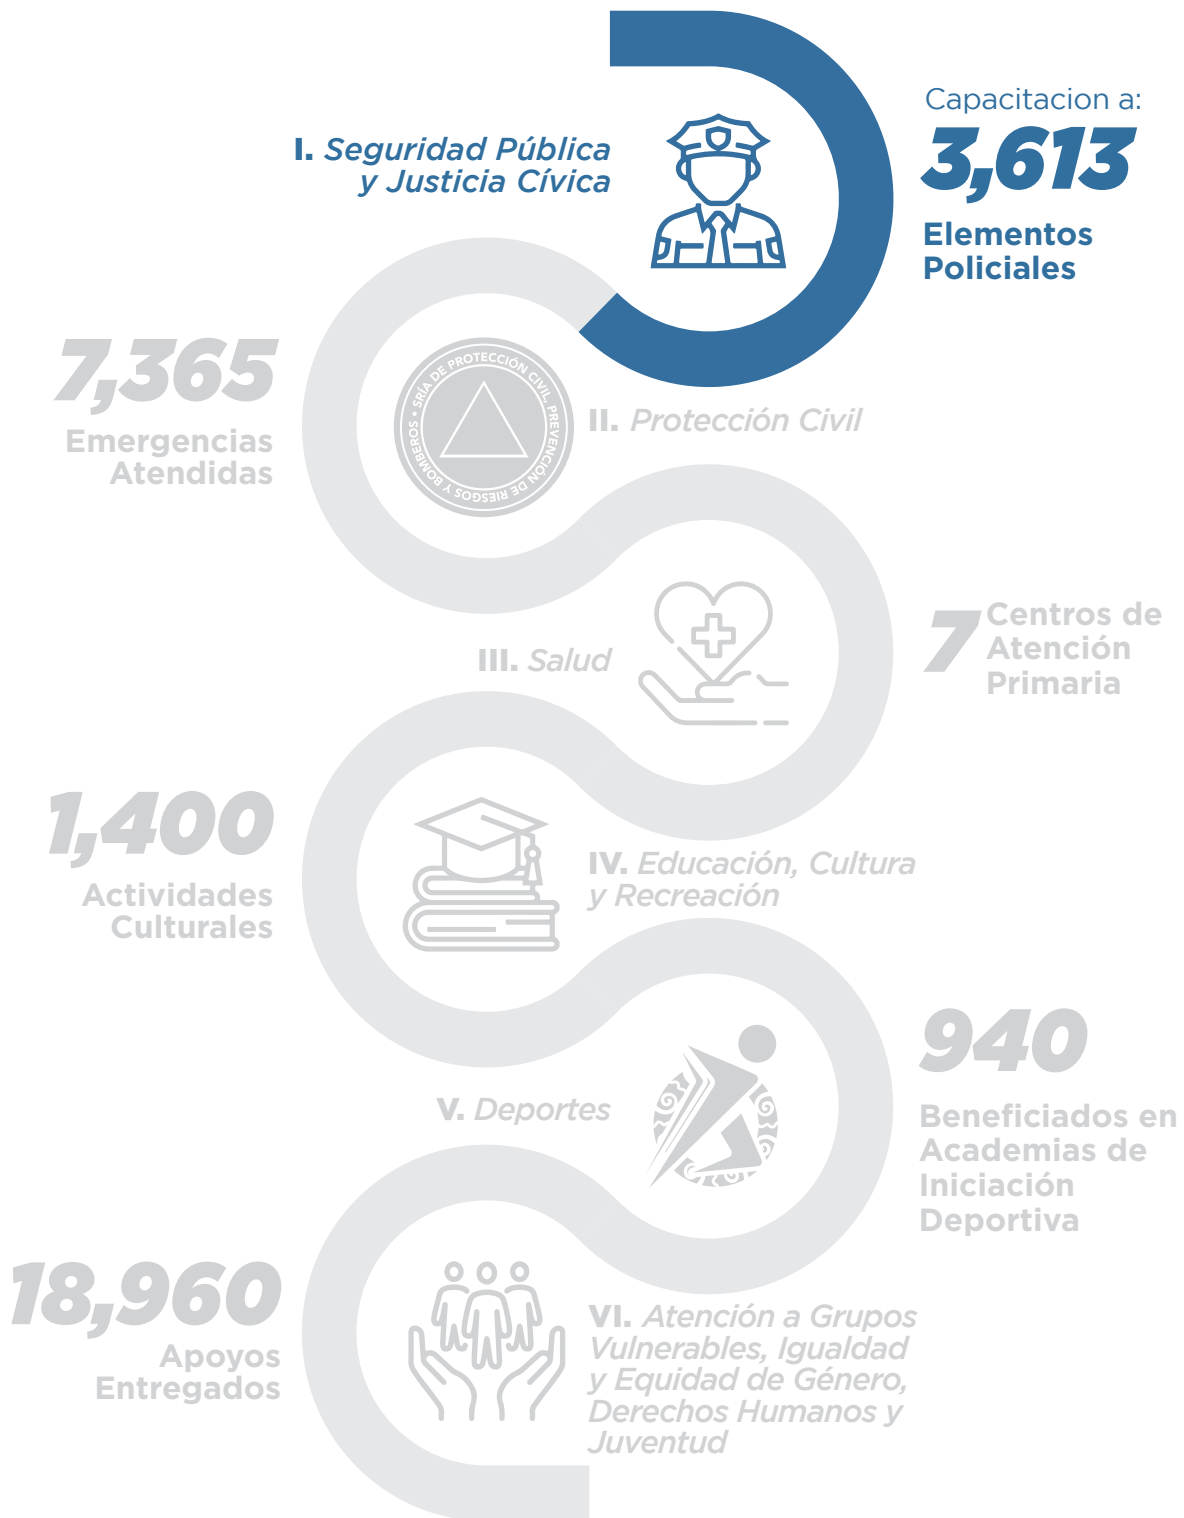 Capacitacion a:
3,613
Elementos
Policiales
I. Seguridad Pública
y Justicia Cívica
7,365
Emergencias
Atendidas
SRÍA DE PROTECCIÓN CIVIL, PREVENCIÓN DE RIESGOS Y BOMBEROS •
II. Protección Civil
III. Salud
7
Centros de
Atención
Primaria
1,400
Actividades
Culturales
IV. Educación, Cultura
y Recreación
V. Deportes
940
Beneficiados en
Academias de
Iniciación
Deportiva
18,960
Apoyos
Entregados
VI. Atención a Grupos
Vulnerables, Igualdad
y Equidad de Género,
Derechos Humanos y
Juventud